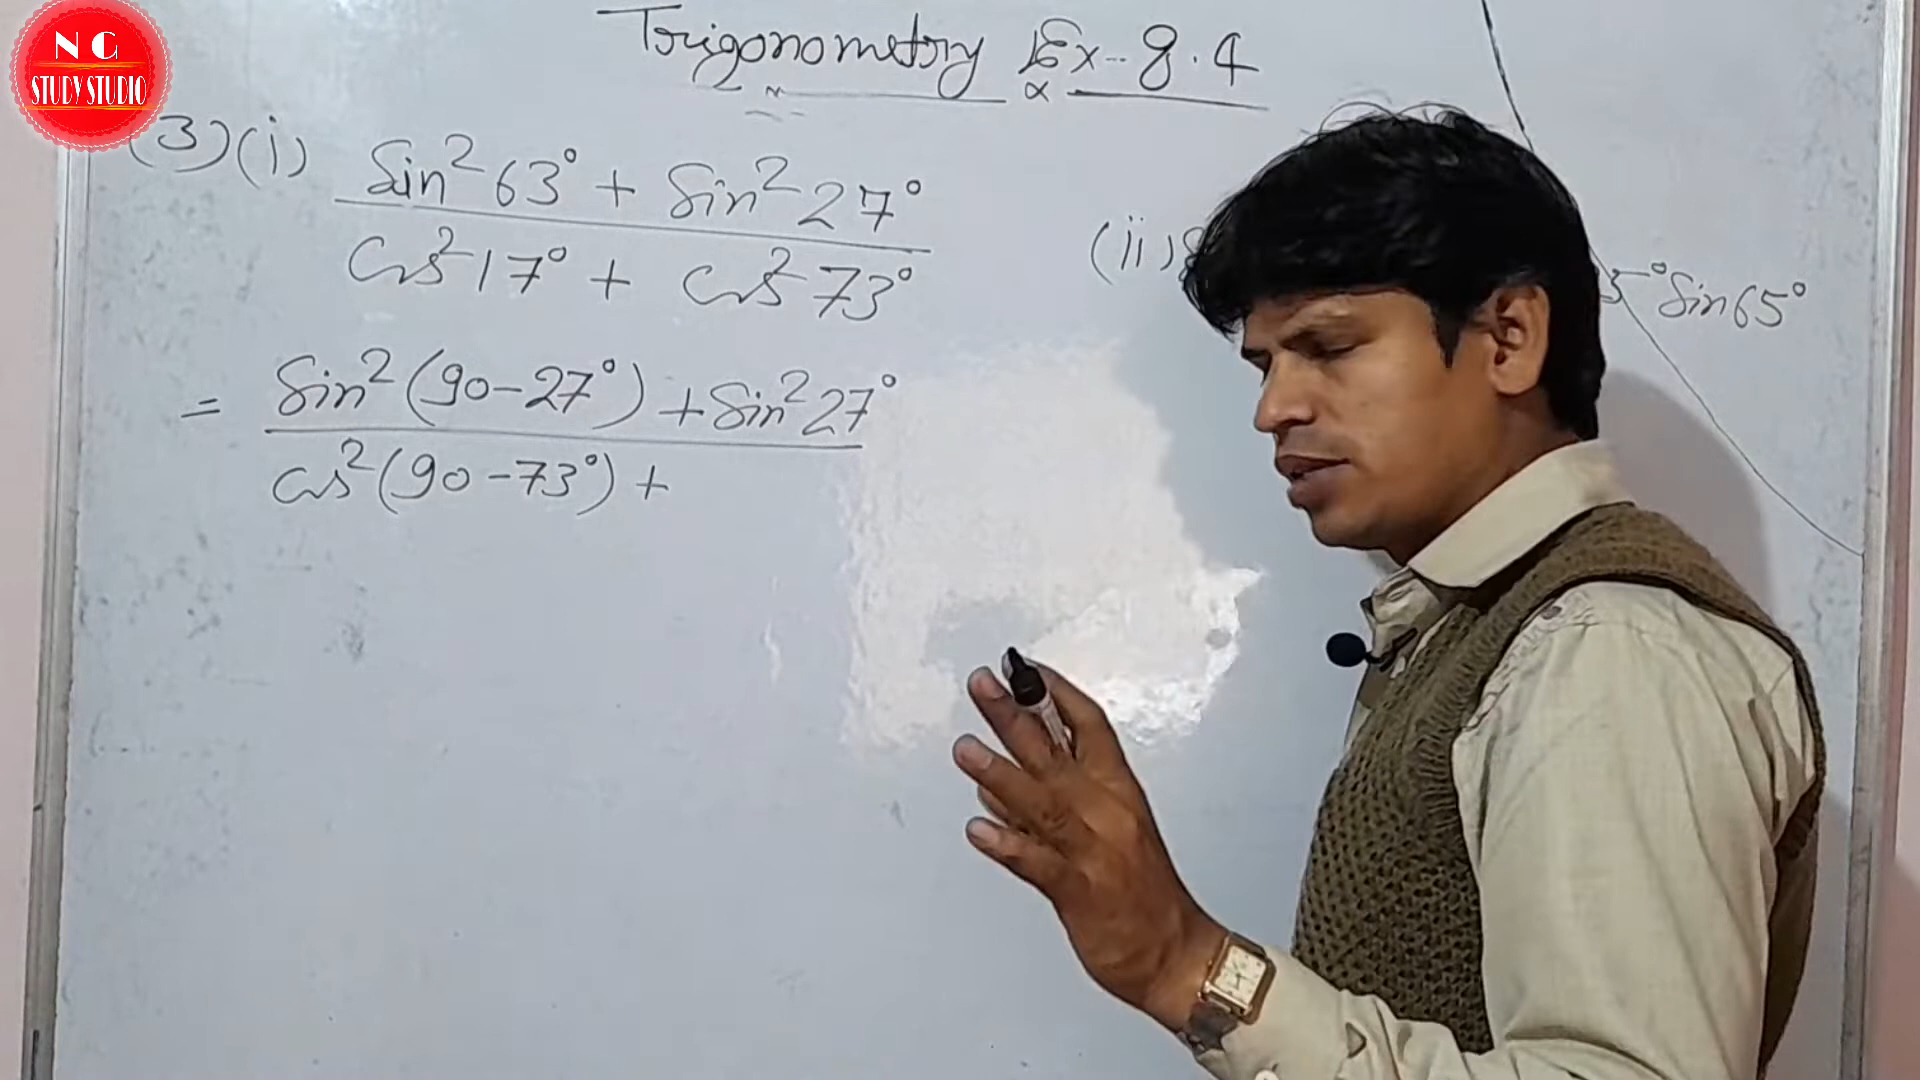 N G
STUDY STUDIO
Trigonometry Ex-8.4
(3)(i) Sin²63° + Sin²27°
Cos²17° + Cos²73°
(ii)
5° Sin65°
= Sin²(90-27°) + Sin²27°
Cos²(90-73°) +